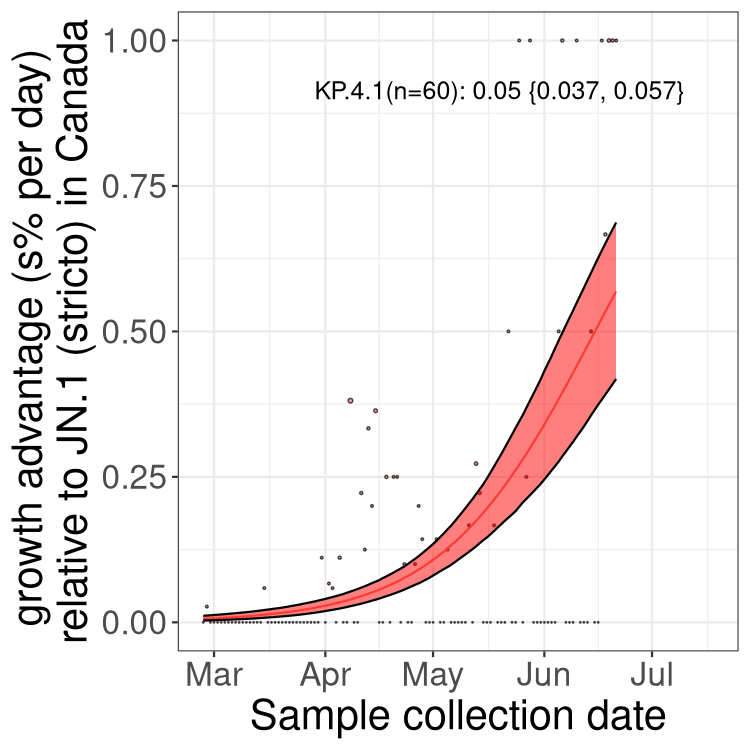 growth advantage (s% per day)
relative to JN.1 (stricto) in Canada
1.00
0.75
0.50
0.25
0.00
KP.4.1(n=60): 0.05 {0.037, 0.057}
Mar Apr May Jun Jul
Sample collection date